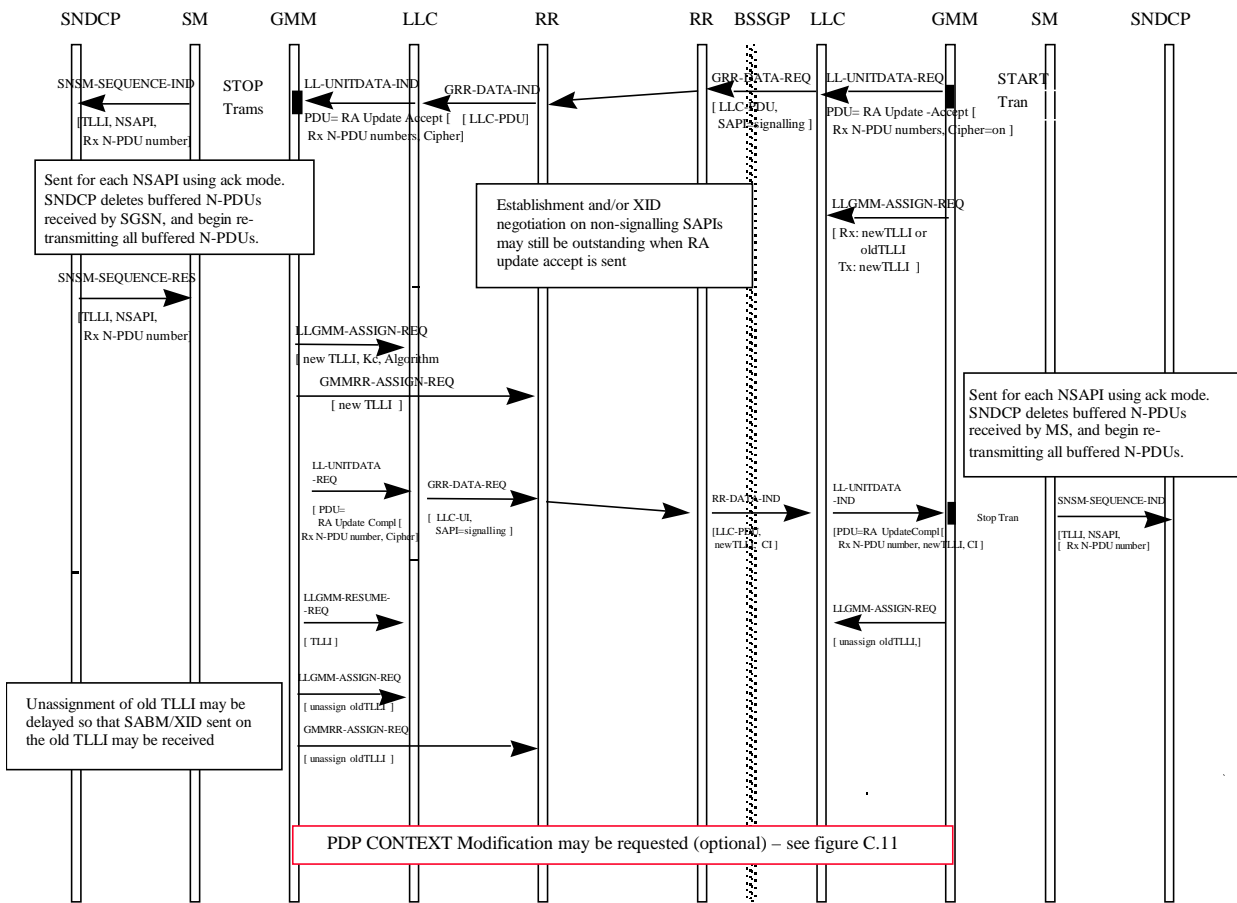 SNDCP SM GMM LLC RR RR BSSGP LLC GMM SM SNDCP
SNSM-SEQUENCE-IND
[TLLI, NSAPI,
Rx N-PDU number]
STOP
Trams
LL-UNITDATA-IND
PDU= RA Update Accept [
Rx N-PDU numbers, Cipher]
GRR-DATA-IND
[ LLC-PDU]
GRR-DATA-REQ
[ LLC-PDU,
SAPI=signalling ]
LL-UNITDATA-REQ
PDU= RA Update -Accept [
Rx N-PDU numbers, Cipher=on ]
START
Tran
Sent for each NSAPI using ack mode.
SNDCP deletes buffered N-PDUs
received by SGSN, and begin re-
transmitting all buffered N-PDUs.
Establishment and/or XID
negotiation on non-signalling SAPIs
may still be outstanding when RA
update accept is sent
LLGMM-ASSIGN-REQ
[ Rx: newTLLI or
oldTLLI
Tx: newTLLI ]
SNSM-SEQUENCE-RES
[TLLI, NSAPI,
Rx N-PDU number]
LLGMM-ASSIGN-REQ
[ new TLLI, Kc, Algorithm
GMMRR-ASSIGN-REQ
[ new TLLI ]
Sent for each NSAPI using ack mode.
SNDCP deletes buffered N-PDUs
received by MS, and begin re-
transmitting all buffered N-PDUs.
LL-UNITDATA
-REQ
[ PDU=
RA Update Compl [
Rx N-PDU number, Cipher]
GRR-DATA-REQ
[ LLC-UI,
SAPI=signalling ]
RR-DATA-IND
[LLC-PDU,
newTLLI, CI ]
LL-UNITDATA
-IND
[PDU=RA UpdateCompl[
Rx N-PDU number, newTLLI, CI ]
Stop Tran
SNSM-SEQUENCE-IND
[TLLI, NSAPI,
[ Rx N-PDU number]
LLGMM-RESUME-
-REQ
[ TLLI ]
LLGMM-ASSIGN-REQ
[ unassign oldTLLI,]
Unassignment of old TLLI may be
delayed so that SABM/XID sent on
the old TLLI may be received
LLGMM-ASSIGN-REQ
[ unassign oldTLLI ]
GMMRR-ASSIGN-REQ
[ unassign oldTLLI ]
PDP CONTEXT Modification may be requested (optional) – see figure C.11